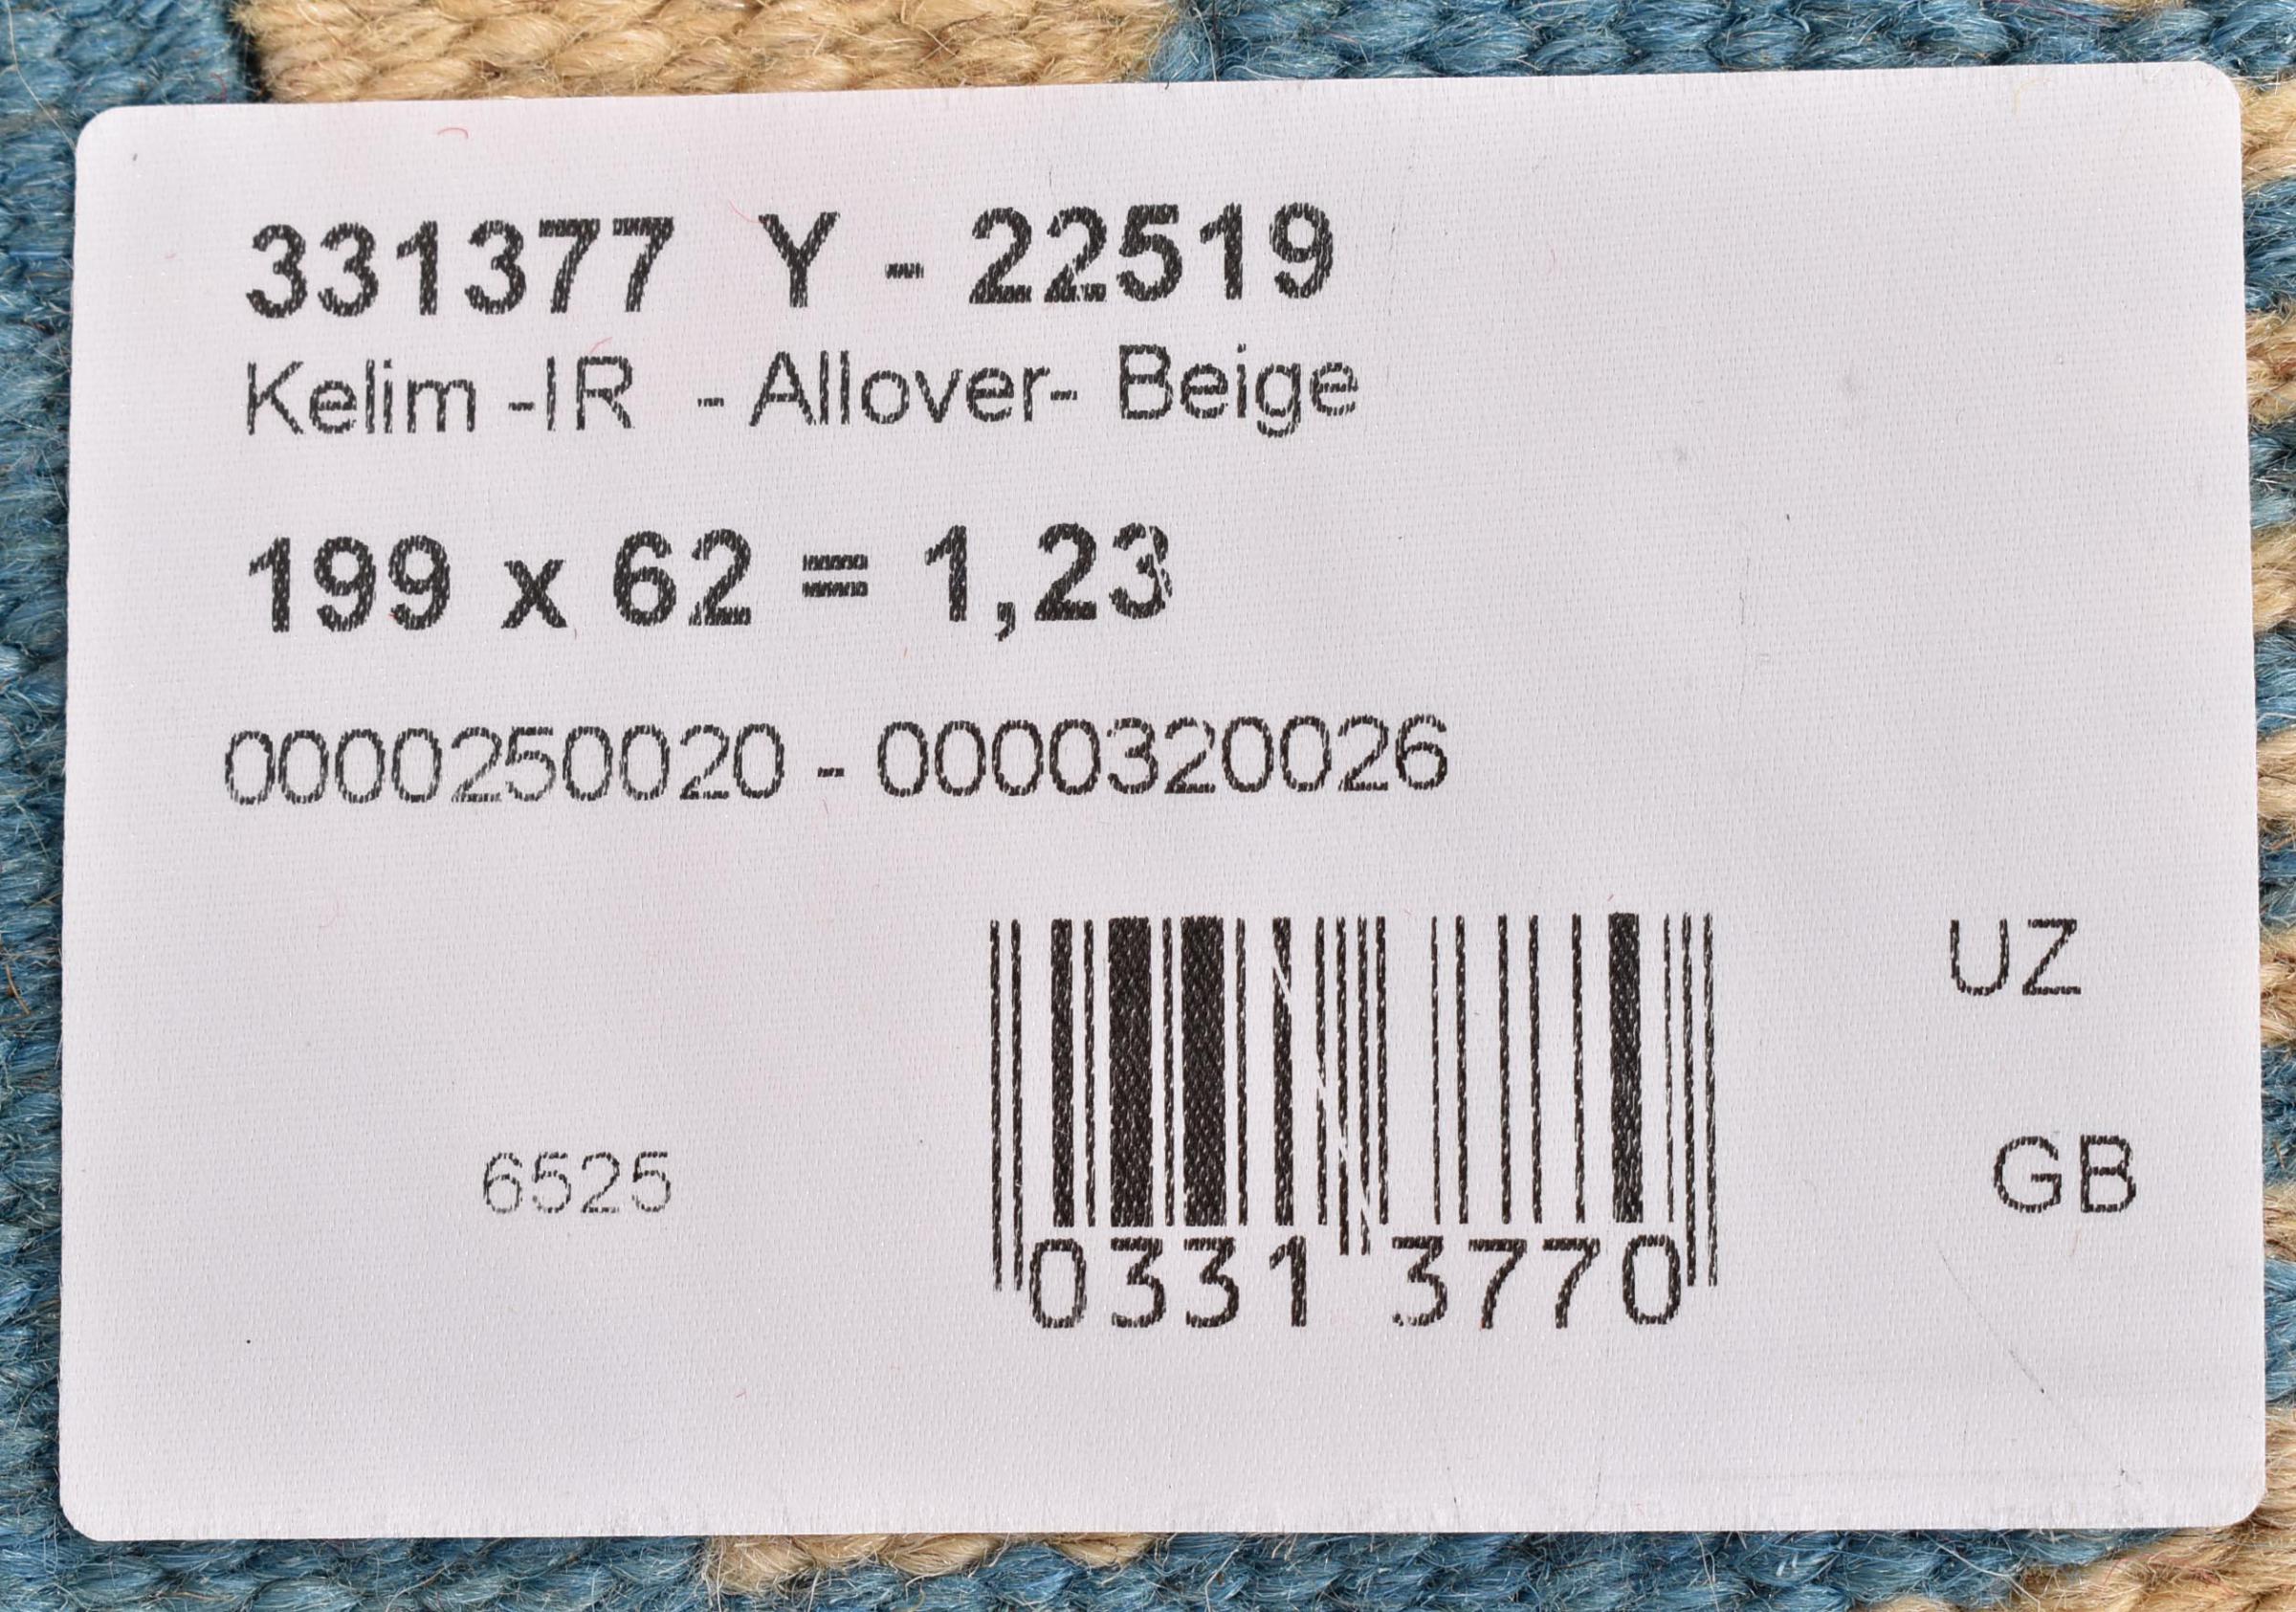 331377 Y - 22519
Kelim -IR - Allover- Beige
199 x 62 = 1,23
0000250020 - 0000320026
UZ
6525
GB
0331 3770